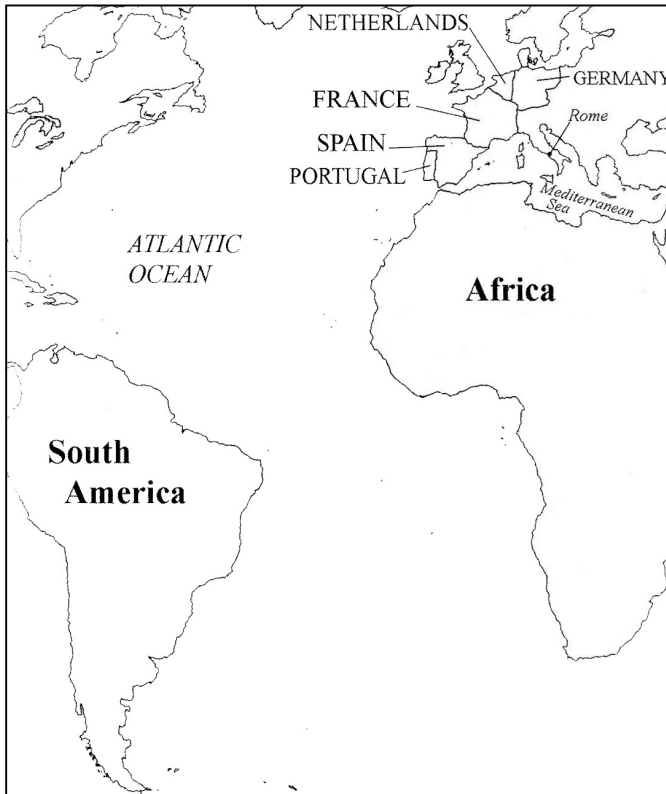 NETHERLANDS
GERMANY
FRANCE
Rome
SPAIN
PORTUGAL
Mediterranean
Sea
ATLANTIC
OCEAN
Africa
South
America